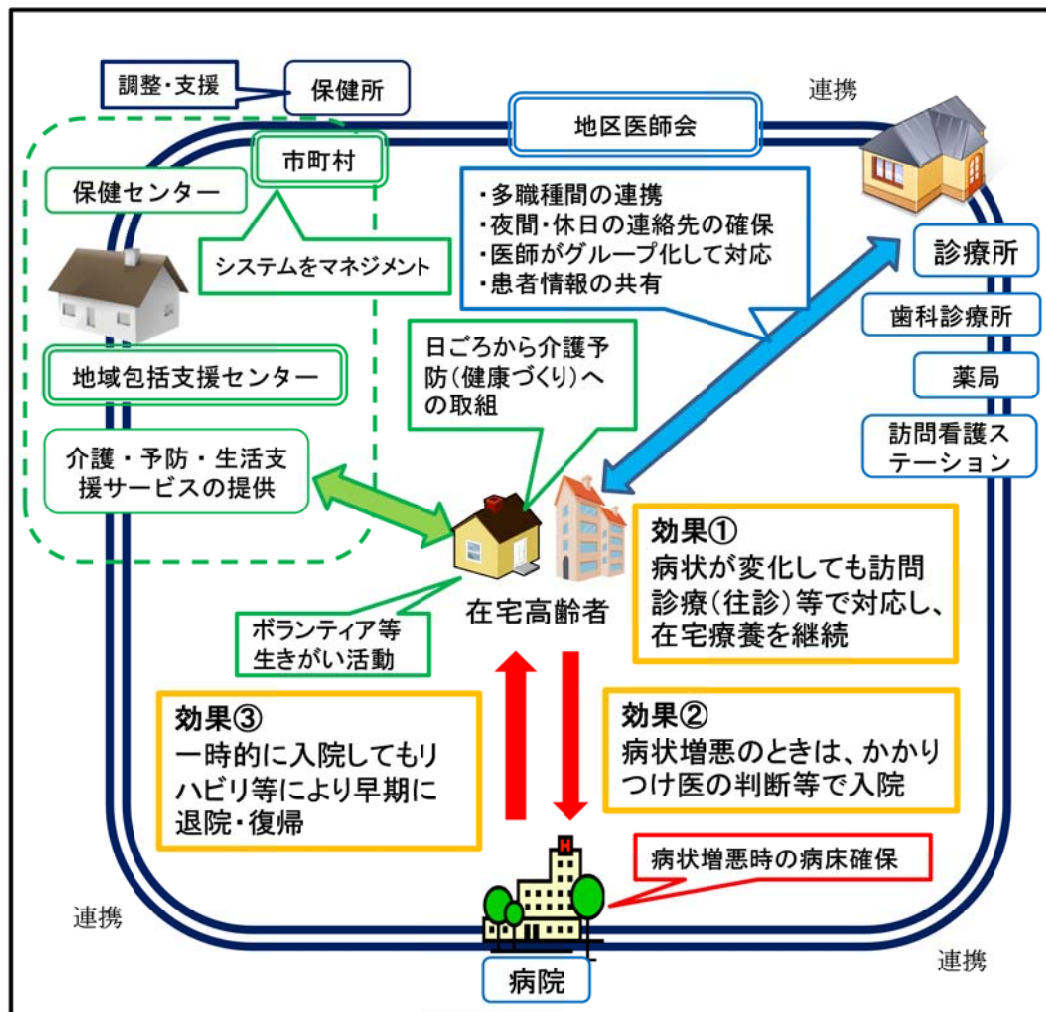 調整・支援
保健所
連携
地区医師会
市町村
保健センター
システムをマネジメント
・多職種間の連携
・夜間・休日の連絡先の確保
・医師がグループ化して対応
・患者情報の共有
診療所
歯科診療所
薬局
訪問看護ス
テーション
地域包括支援センター
日ごろから介護予
防(健康づくり)へ
の取組
介護・予防・生活支
援サービスの提供
在宅高齢者
ボランティア等
生きがい活動
効果①
病状が変化しても訪問
診療(往診)等で対応し、
在宅療養を継続
効果③
一時的に入院してもリ
ハビリ等により早期に
退院・復帰
効果②
病状増悪のときは、かかり
つけ医の判断等で入院
H
病状増悪時の病床確保
連携
連携
病院